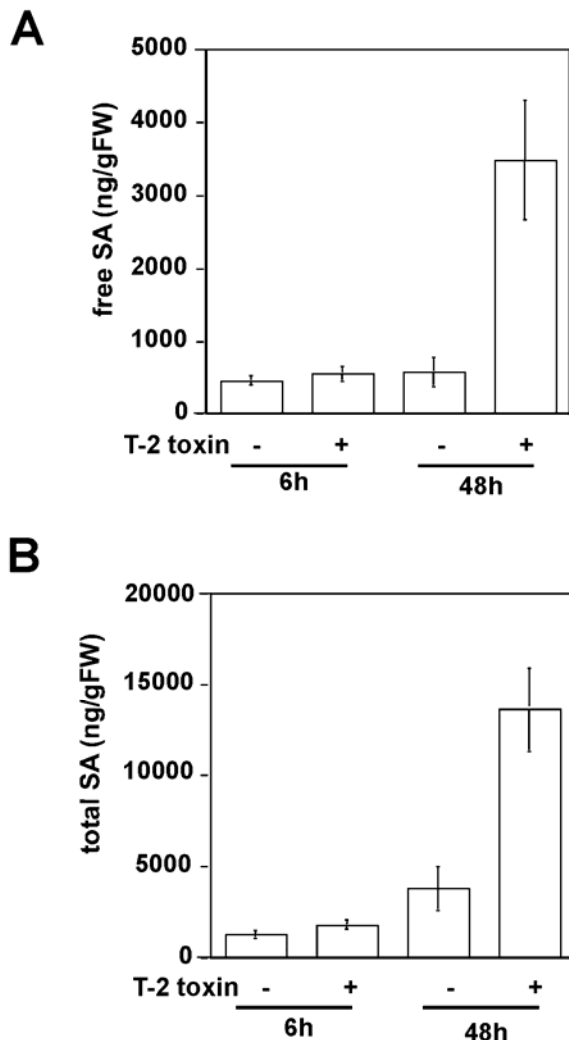 A
free SA (ng/gFW)
5000
4000
3000
2000
1000
0
T-2 toxin - + - +
6h 48h
B
total SA (ng/gFW)
20000
15000
10000
5000
0
T-2 toxin - + - +
6h 48h